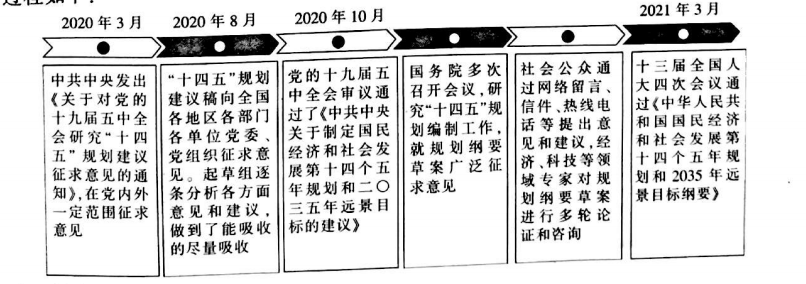 2020年3月
2020年8月
2020年10月
2021年3月
中共中央发出
《关于对党的
十九届五中全
会研究“十四
五”规划建议
征求意见的通
知》,在党内外
一定范围征求
意见
“十四五”规划
建议稿向全国
各地区各部门
各单位党委、
党组织征求意
见。起草组逐
条分析各方面
意见和建议,
做到了能吸收
的尽量吸收
党的十九届五
中全会审议通
过了《中共中央
关于制定国民
经济和社会发
展第十四个五
年规划和二〇
三五年远景目
标的建议》
国务院多次
召开会议,研
究“十四五”规
划编制工作,
就规划纲要
草案广泛征
求意见
社会公众通
过网络留言、
信件、热线电
话等提出意
见和建议,经
济、科技等领
域专家对规
划纲要草案
进行多轮论
证和咨询
十三届全国人
大四次会议通
过《中华人民共
和国国民经济
和社会发展第
十四个五年规
划和2035年远
景目标纲要》